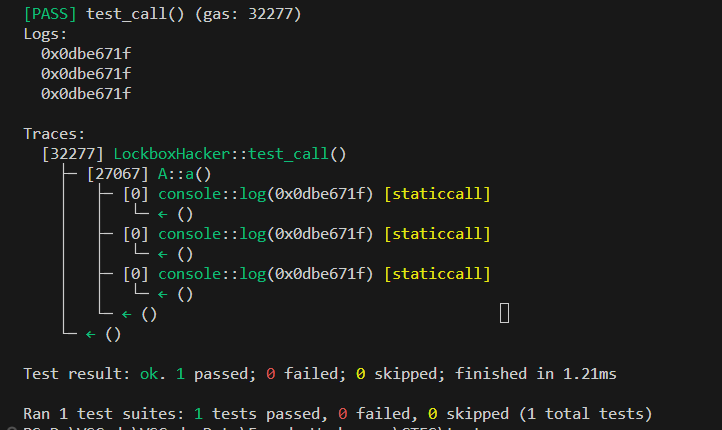 [PASS] test_call() (gas: 32277)
Logs:
  0x0dbe671f
  0x0dbe671f
  0x0dbe671f

Traces:
  [32277] LockboxHacker::test_call()
    ├─ [27067] A::a()
    │   ├─ [0] console::log(0x0dbe671f) [staticcall]
    │   │   └─ ← ()
    │   ├─ [0] console::log(0x0dbe671f) [staticcall]
    │   │   └─ ← ()
    │   ├─ [0] console::log(0x0dbe671f) [staticcall]
    │   │   └─ ← ()
    │   └─ ← ()
    └─ ← ()

Test result: ok. 1 passed; 0 failed; 0 skipped; finished in 1.21ms

Ran 1 test suites: 1 tests passed, 0 failed, 0 skipped (1 total tests)